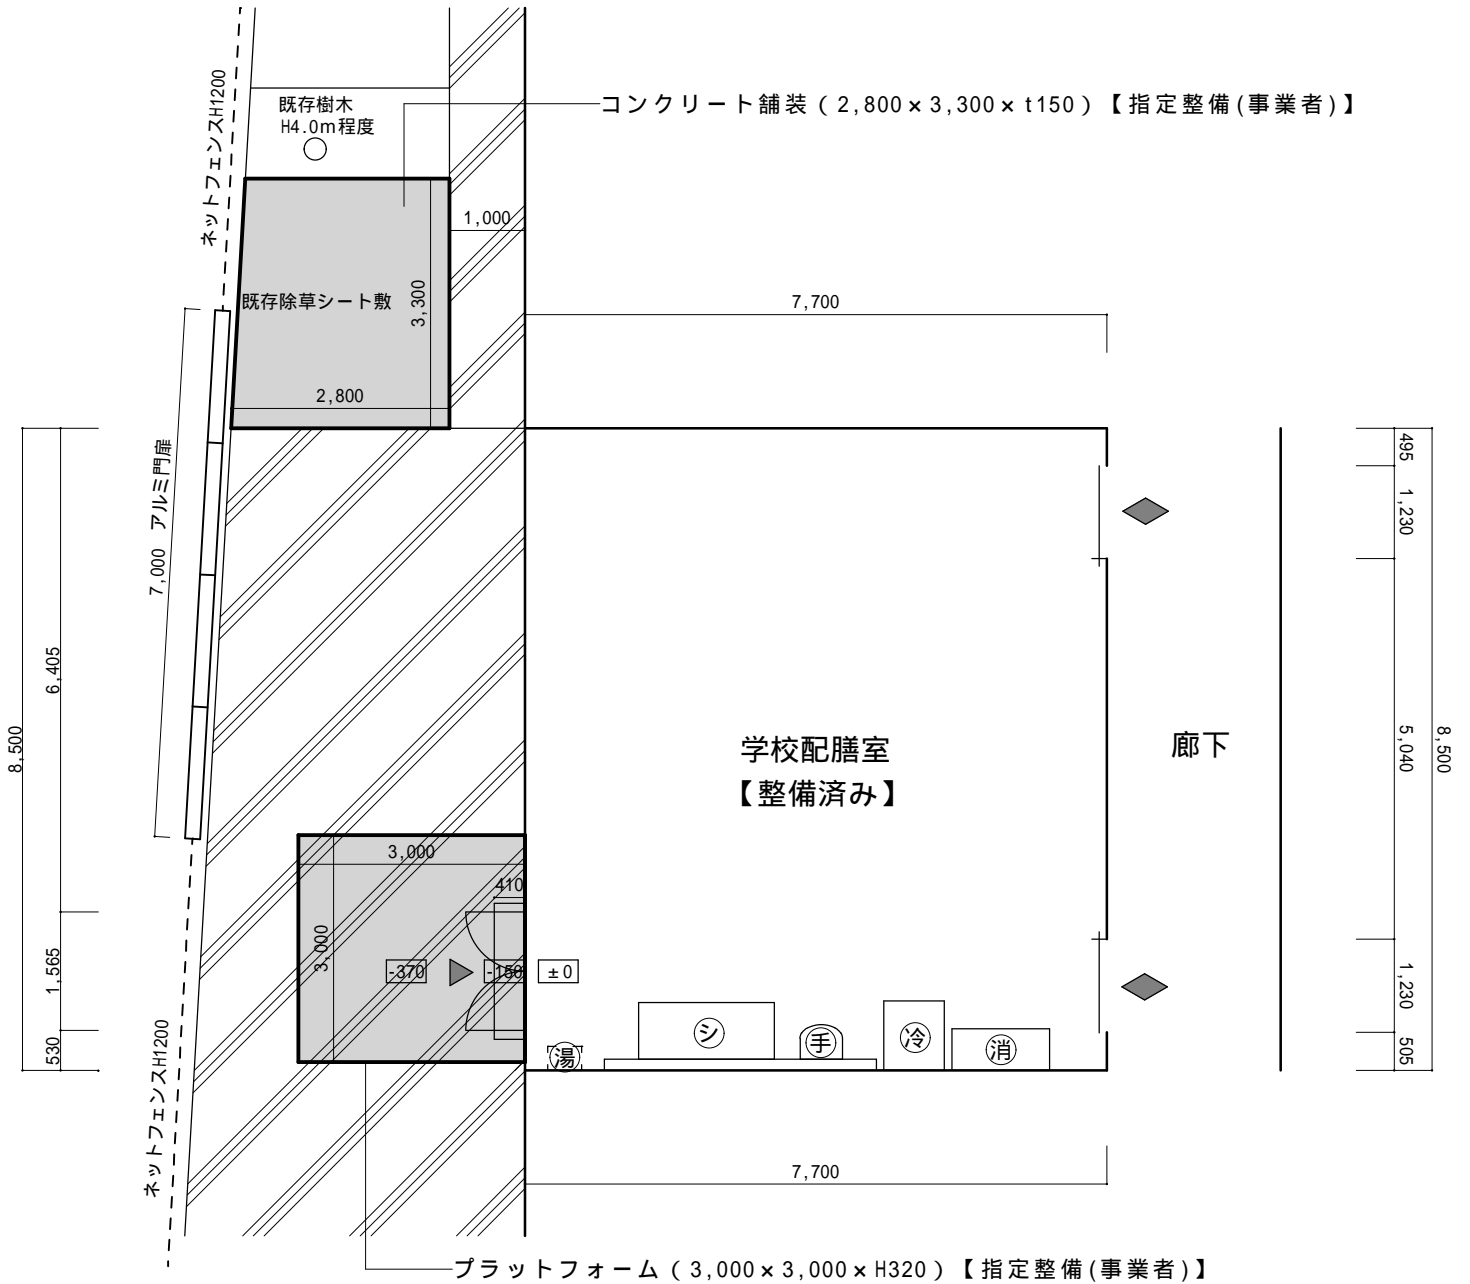 ネットフェンスH1200
既存樹木
H4.0m程度
コンクリート舗装（2,800×3,300×t150）【指定整備(事業者)】
1,000
既存除草シート敷
3,300
2,800
7,700
7,000 アルミ門扉
8,500
6,405
1,565
530
495
1,230
5,040
1,230
505
8,500
学校配膳室
【整備済み】
廊下
3,000
410
3,000
-370
-150
±0
湯
シ
手
冷
消
ネットフェンスH1200
7,700
プラットフォーム（3,000×3,000×H320）【指定整備(事業者)】